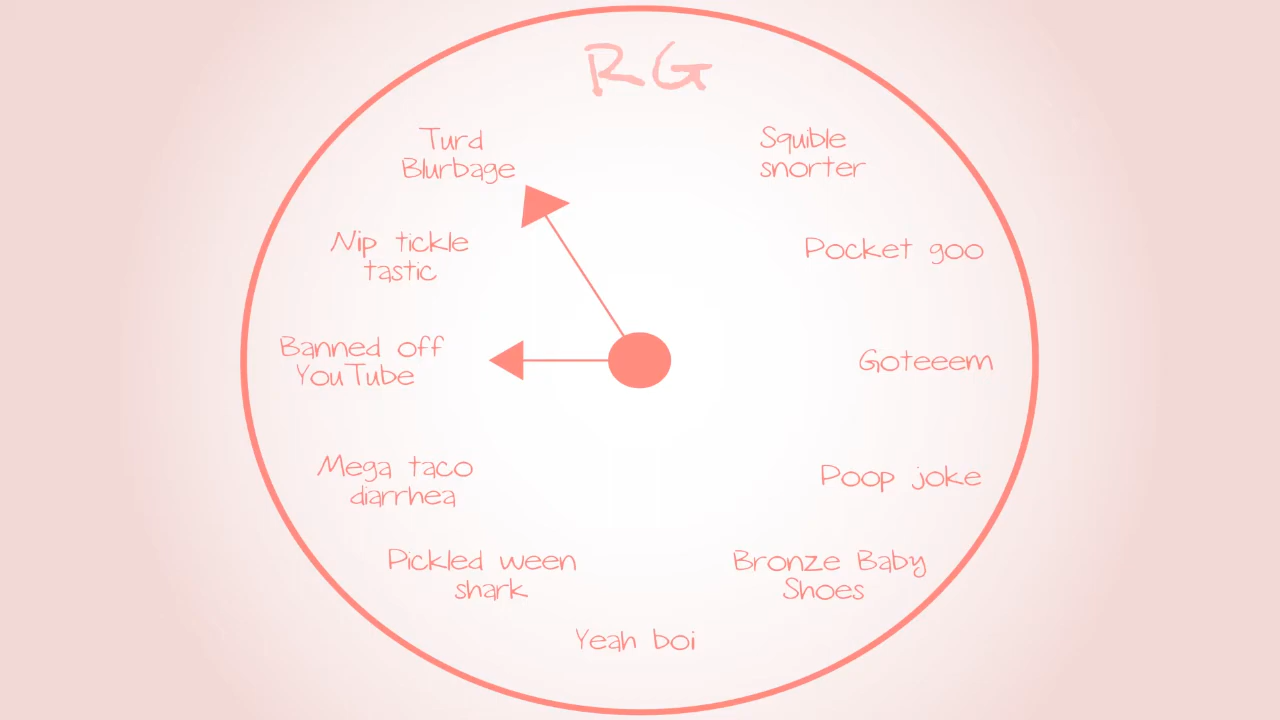 RG
Turd
Blurbage
Squible
snorter
Nip tickle
tastic
Pocket goo
Banned off
YouTube
Goteeem
Mega taco
diarrhea
Poop joke
Pickled ween
shark
Bronze Baby
Shoes
Yeah boi